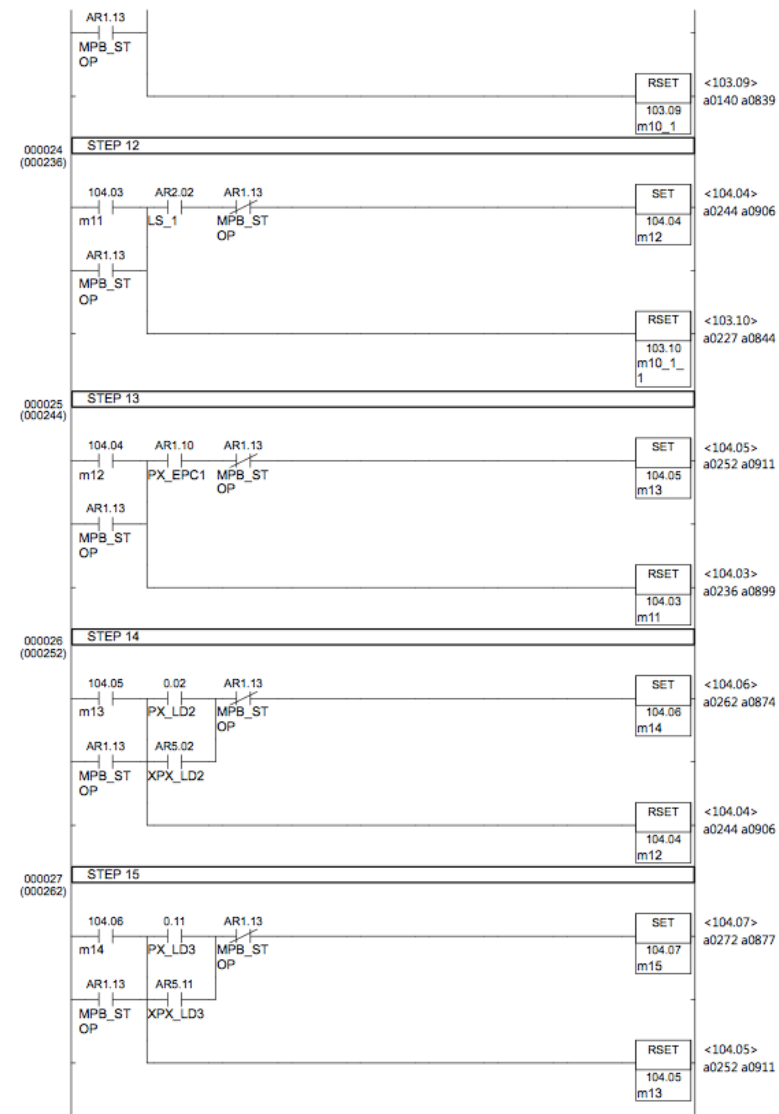 AR1.13
MPB_ST
OP
RSET <103.09>
103.09 a0140 a0839
m10_1
000024 STEP 12
(000236)
104.03 AR2.02 AR1.13 SET <104.04>
m11 LS_1 MPB_ST 104.04 a0244 a0906
OP m12
AR1.13
MPB_ST
OP
RSET <103.10>
103.10 a0227 a0844
m10_1_
1
000025 STEP 13
(000244)
104.04 AR1.10 AR1.13 SET <104.05>
m12 PX_EPC1 MPB_ST 104.05 a0252 a0911
OP m13
AR1.13
MPB_ST
OP
RSET <104.03>
104.03 a0236 a0899
m11
000026 STEP 14
(000252)
104.05 0.02 AR1.13 SET <104.06>
m13 PX_LD2 MPB_ST 104.06 a0262 a0874
OP m14
AR1.13 AR5.02
MPB_ST XPX_LD2
OP
RSET <104.04>
104.04 a0244 a0906
m12
000027 STEP 15
(000262)
104.06 0.11 AR1.13 SET <104.07>
m14 PX_LD3 MPB_ST 104.07 a0272 a0877
OP m15
AR1.13 AR5.11
MPB_ST XPX_LD3
OP
RSET <104.05>
104.05 a0252 a0911
m13